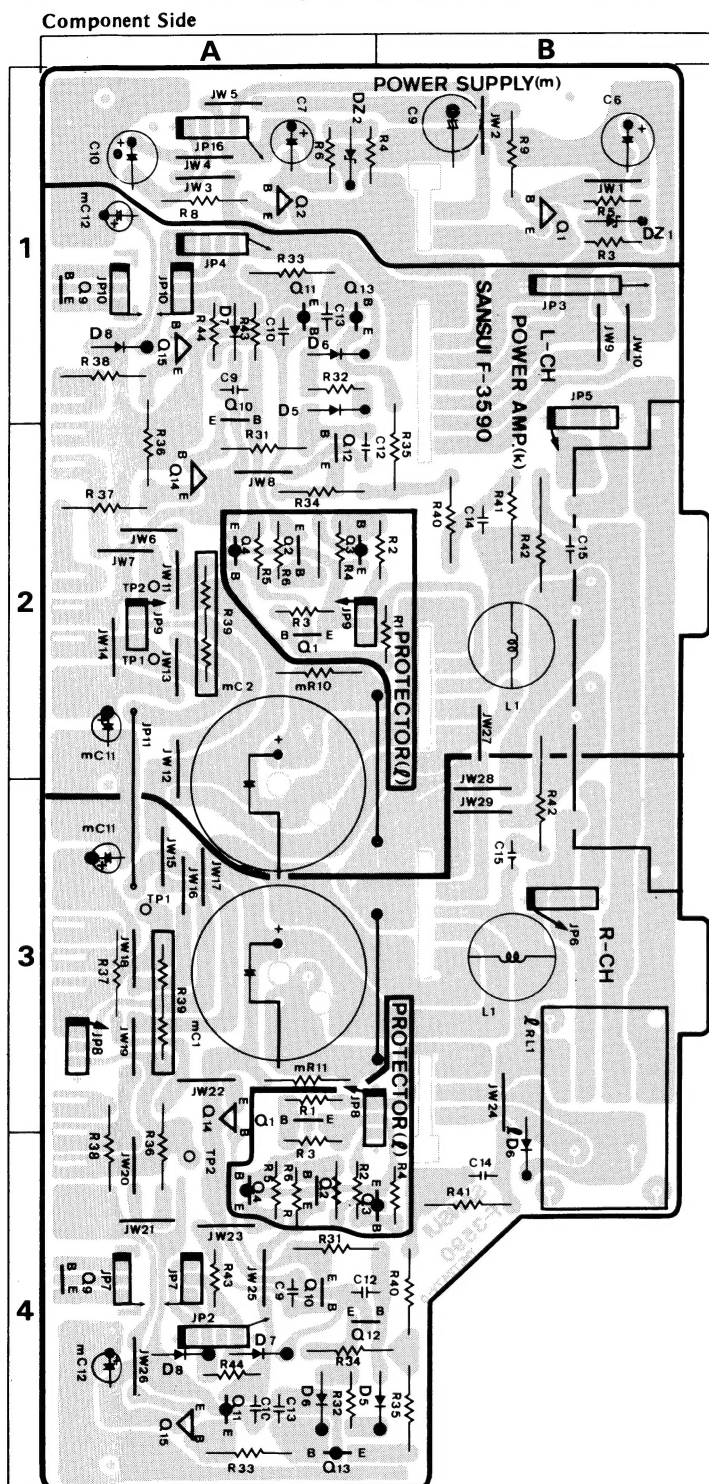 Component Side
A B
POWER SUPPLY(m)
JW5
C7
DZ2
C9
JW2
C6
C10
JP16
R6
R4
R9
JW4
JW3
JW1
mC12
R8
B
E
Q2
B
E
Q1
DZ1
R3
1
JP4
R33
B
E
Q9
JP10
JP10
Q11
Q13
E
B
B
E
C13
JP3
SANSUI F-3590
POWER AMP.(k)
L-CH
JW9
JW10
D8
B
Q15
E
R44
D7
R43
C10
D6
R38
C9
R32
JP5
Q10
E B
D5
R36
R31
B
E
Q12
C12
R35
B
Q14
E
JW8
R37
R34
R40
C14
R41
R42
C15
JW6
JW7
E
Q4
B
R5
Q2
R6
E
B
Q3
R4
B
E
R2
2
JW11
TP2
JP9
R39
R3
B E
Q1
JP9
R1
JW14
TP1
JW13
PROTECTOR(ℓ)
mC2
mR10
L1
mC11
JP11
JW12
JW27
JW28
JW29
R42
mC11
JW15
JW16
JW17
C15
TP1
JP6
3
R-CH
JW18
R37
R39
mC1
L1
JP8
JW19
PROTECTOR(ℓ)
ℓRL1
mR11
JW22
JP8
JW24
E
Q14
B
Q1
R1
B E
R3
ℓD6
R38
JW20
R36
TP2
B
Q4
E
R5
R6
R
B
Q2
E
R2
B
Q3
E
R4
C14
R41
JW21
JW23
R31
SANSUI
F-3590
B
Q9
E
JP7
JP7
R43
JW25
C9
Q10
E
B
C12
R40
4
JP2
E B
Q12
mC12
JW26
D8
D7
R34
R44
E
Q11
B
C10
C13
D6
R32
D5
R35
Q15
B
E
R33
B E
Q13